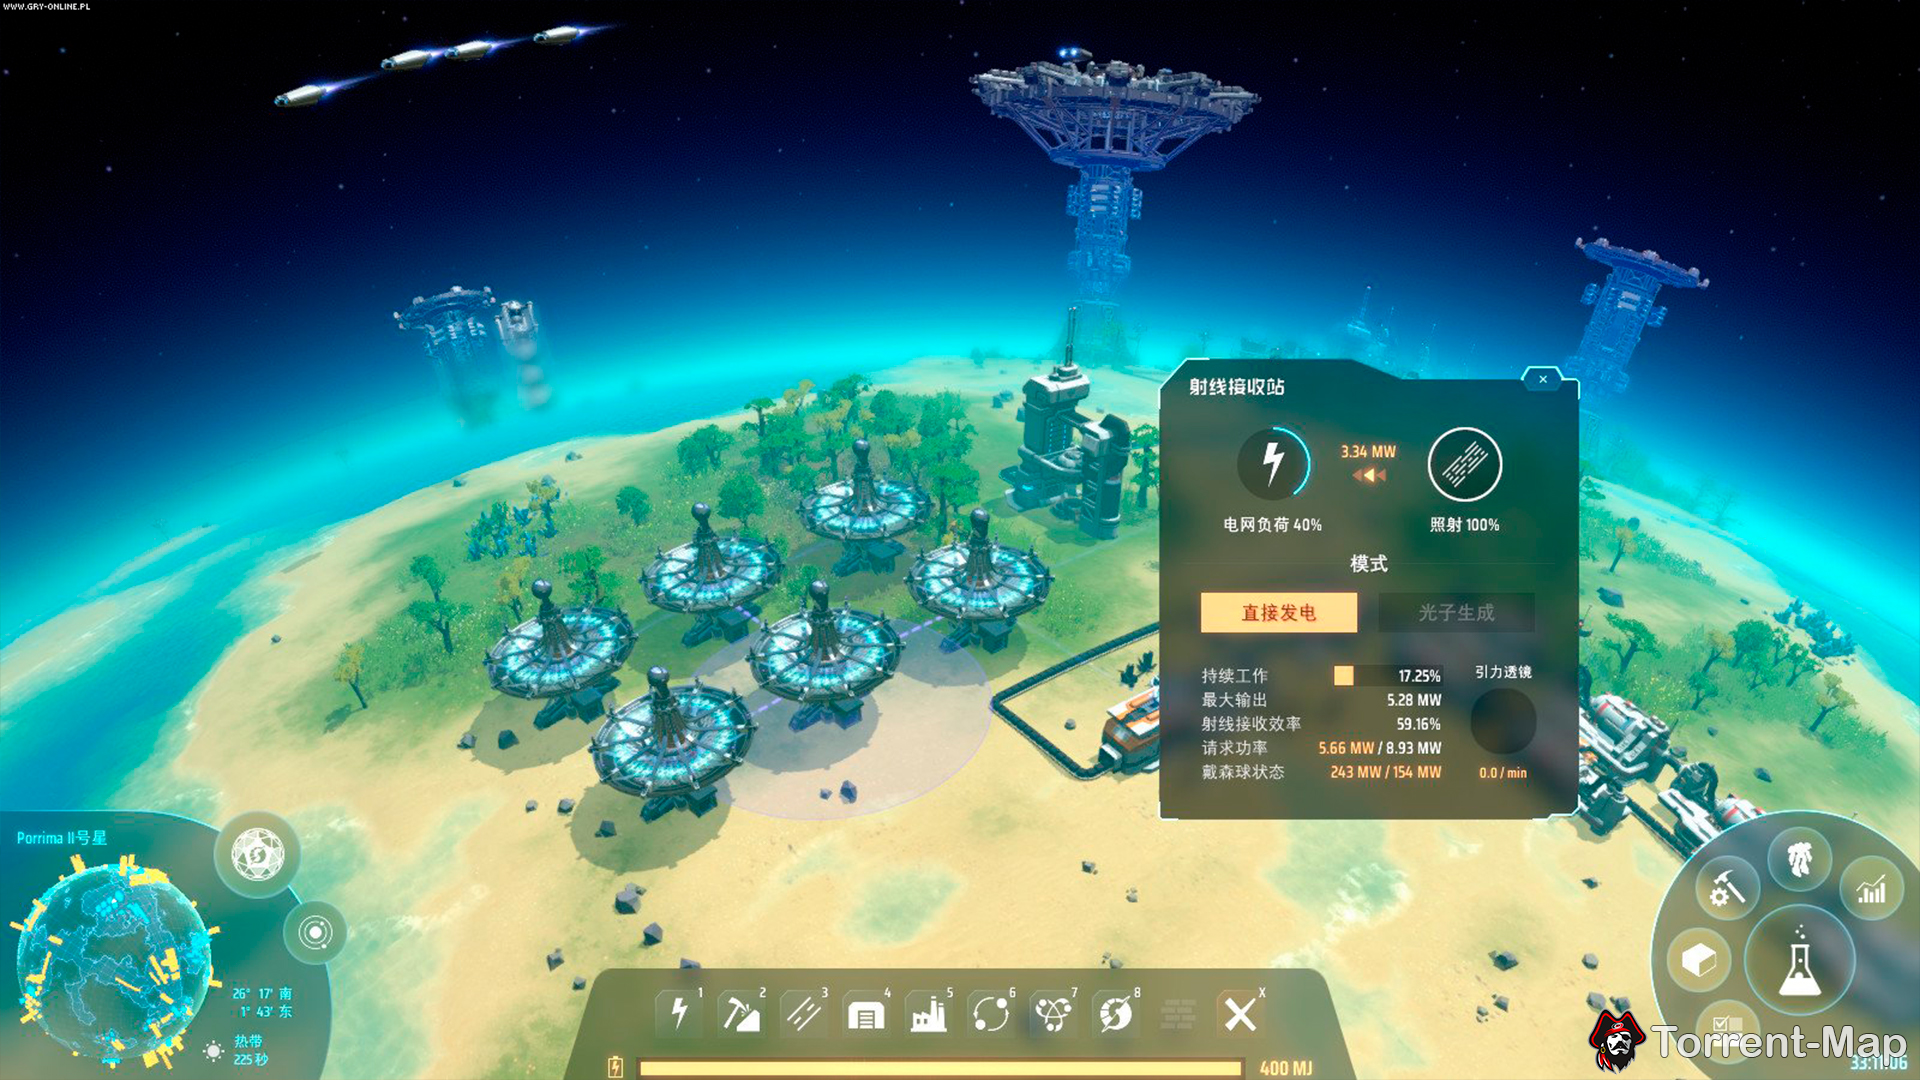 WWW.GRY-ONLINE.PL
射线接收站
×
3.34 MW
电网负荷 40%
照射 100%
模式
直接发电
光子生成
持续工作 17.25%
引力透镜
最大输出 5.28 MW
射线接收效率 59.16%
请求功率 5.66 MW / 8.93 MW
戴森球状态 243 MW / 154 MW
0.0 / min
Porrima II号星
26° 17' 南
1° 43' 东
热带
225秒
1 2 3 4 5 6 7 8 X
400 MJ
Torrent-Map
33:11:06